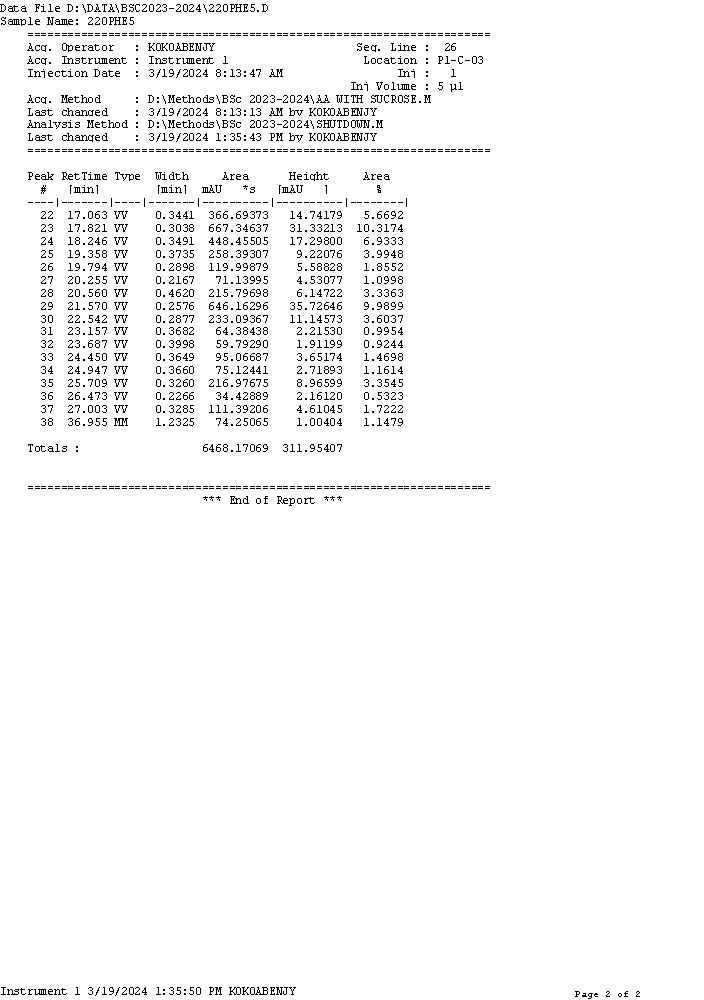 Data File D:\DATA\BSC2023-2024\220PHE5.D
Sample Name: 220PHE5
=====================================================================
Acq. Operator   : KOKOABENJY                     Seq. Line :  26
Acq. Instrument : Instrument 1                    Location : P1-C-03
Injection Date  : 3/19/2024 8:13:47 AM                 Inj :   1
Inj Volume : 5 µl
Acq. Method     : D:\Methods\BSc 2023-2024\AA WITH SUCROSE.M
Last changed    : 3/19/2024 8:13:13 AM by KOKOABENJY
Analysis Method : D:\Methods\BSc 2023-2024\SHUTDOWN.M
Last changed    : 3/19/2024 1:35:43 PM by KOKOABENJY
=====================================================================
Peak RetTime Type  Width     Area      Height     Area
#   [min]        [min]  mAU   *s   [mAU   ]      %
----|-------|----|-------|----------|----------|--------|
22  17.063 VV    0.3441  366.69373   14.74179   5.6692
23  17.821 VV    0.3038  667.34637   31.33213  10.3174
24  18.246 VV    0.3491  448.45505   17.29800   6.9333
25  19.358 VV    0.3735  258.39307    9.22076   3.9948
26  19.794 VV    0.2898  119.99879    5.58828   1.8552
27  20.255 VV    0.2167   71.13995    4.53077   1.0998
28  20.560 VV    0.4620  215.79698    6.14722   3.3363
29  21.570 VV    0.2576  646.16296   35.72646   9.9899
30  22.542 VV    0.2877  233.09367   11.14573   3.6037
31  23.157 VV    0.3682   64.38438    2.21530   0.9954
32  23.687 VV    0.3998   59.79290    1.91199   0.9244
33  24.450 VV    0.3649   95.06687    3.65174   1.4698
34  24.947 VV    0.3660   75.12441    2.71893   1.1614
35  25.709 VV    0.3260  216.97675    8.96599   3.3545
36  26.473 VV    0.2266   34.42889    2.16120   0.5323
37  27.003 VV    0.3285  111.39206    4.61045   1.7222
38  36.955 MM    1.2325   74.25065    1.00404   1.1479
Totals :                  6468.17069  311.95407
=====================================================================
*** End of Report ***
Instrument 1 3/19/2024 1:35:50 PM KOKOABENJY                    Page 2 of 2